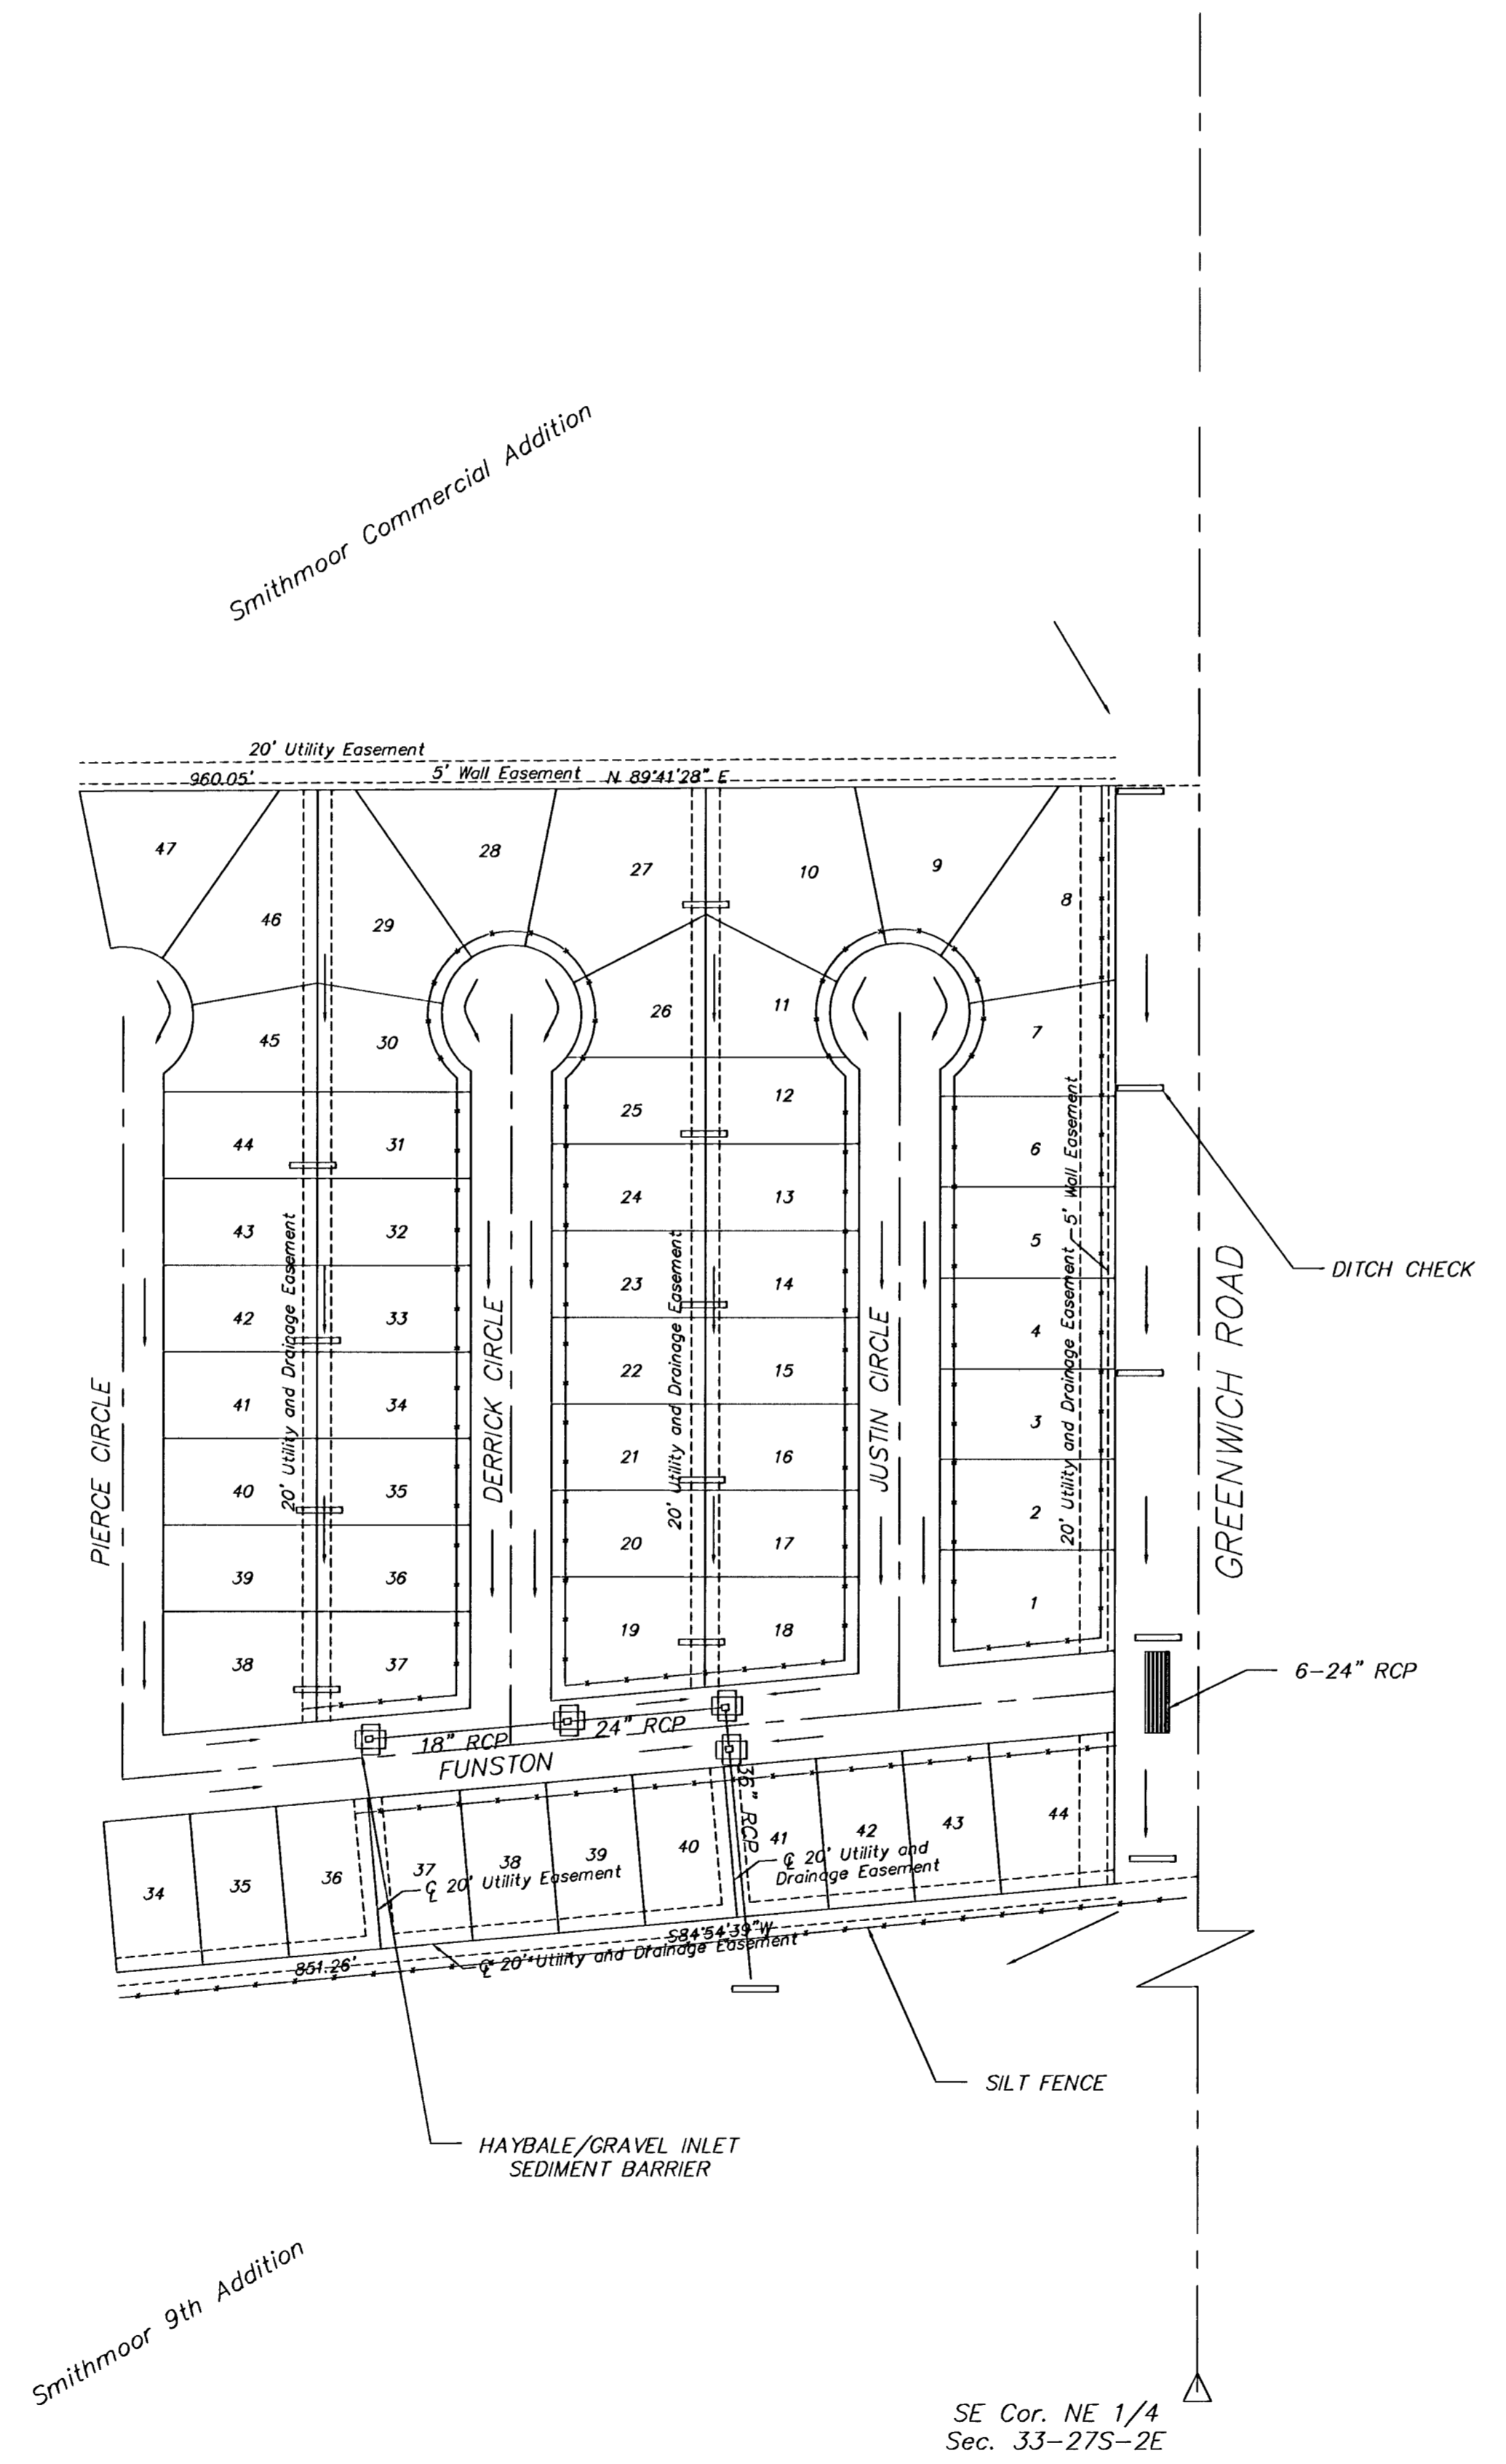 Smithmoor Commercial Addition
20' Utility Easement
960.05'
5' Wall Easement
N 89°41'28" E
47
46
29
28
27
10
9
8
45
30
26
11
7
44
31
25
12
6
43
32
24
13
5
42
33
23
14
4
41
34
22
15
3
40
35
21
16
2
39
36
20
17
1
38
37
19
18
20' Utility and Drainage Easement
20' Utility and Drainage Easement
20' Utility and Drainage Easement
5' Wall Easement
PIERCE CIRCLE
DERRICK CIRCLE
JUSTIN CIRCLE
GREENWICH ROAD
DITCH CHECK
6-24" RCP
18" RCP
24" RCP
36" RCP
FUNSTON
34
35
36
37
38
39
40
41
42
43
44
℄ 20' Utility Easement
℄ 20' Utility and
Drainage Easement
S84°54'39"W
851.26'
℄ 20' Utility and Drainage Easement
SILT FENCE
HAYBALE/GRAVEL INLET
SEDIMENT BARRIER
Smithmoor 9th Addition
SE Cor. NE 1/4
Sec. 33-27S-2E